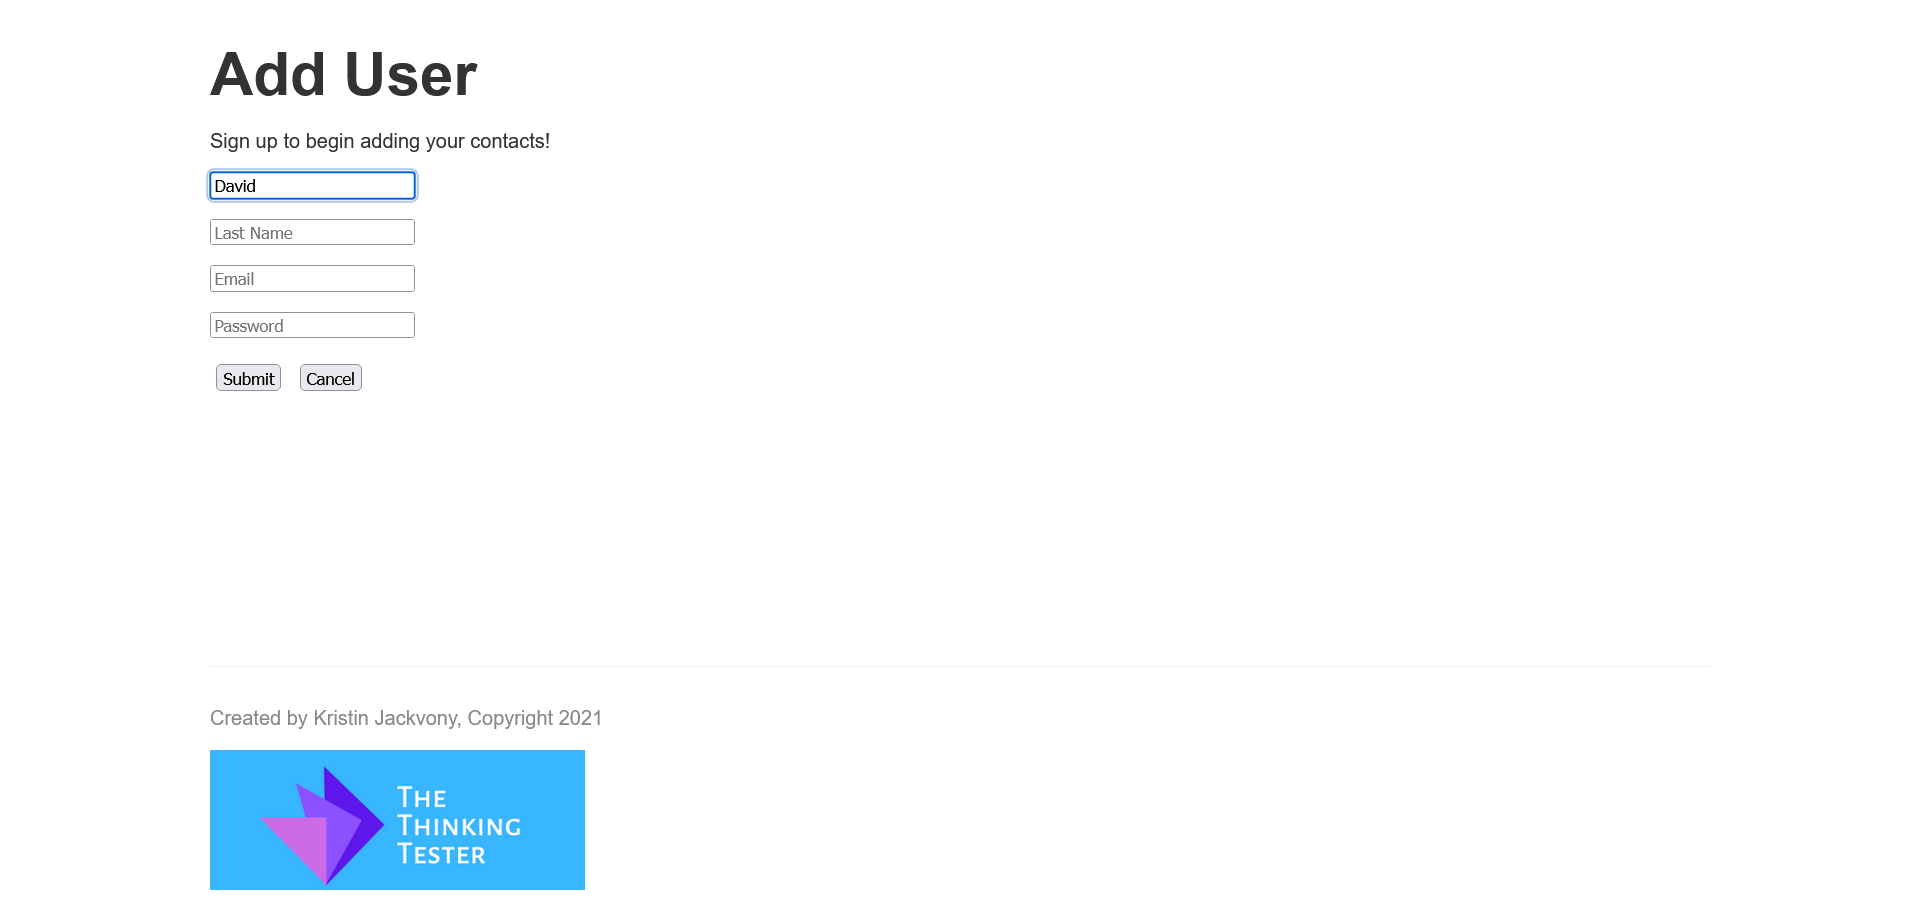 Add User
Sign up to begin adding your contacts!
David
Last Name
Email
Password
Submit Cancel
Created by Kristin Jackvony, Copyright 2021
THE
THINKING
TESTER